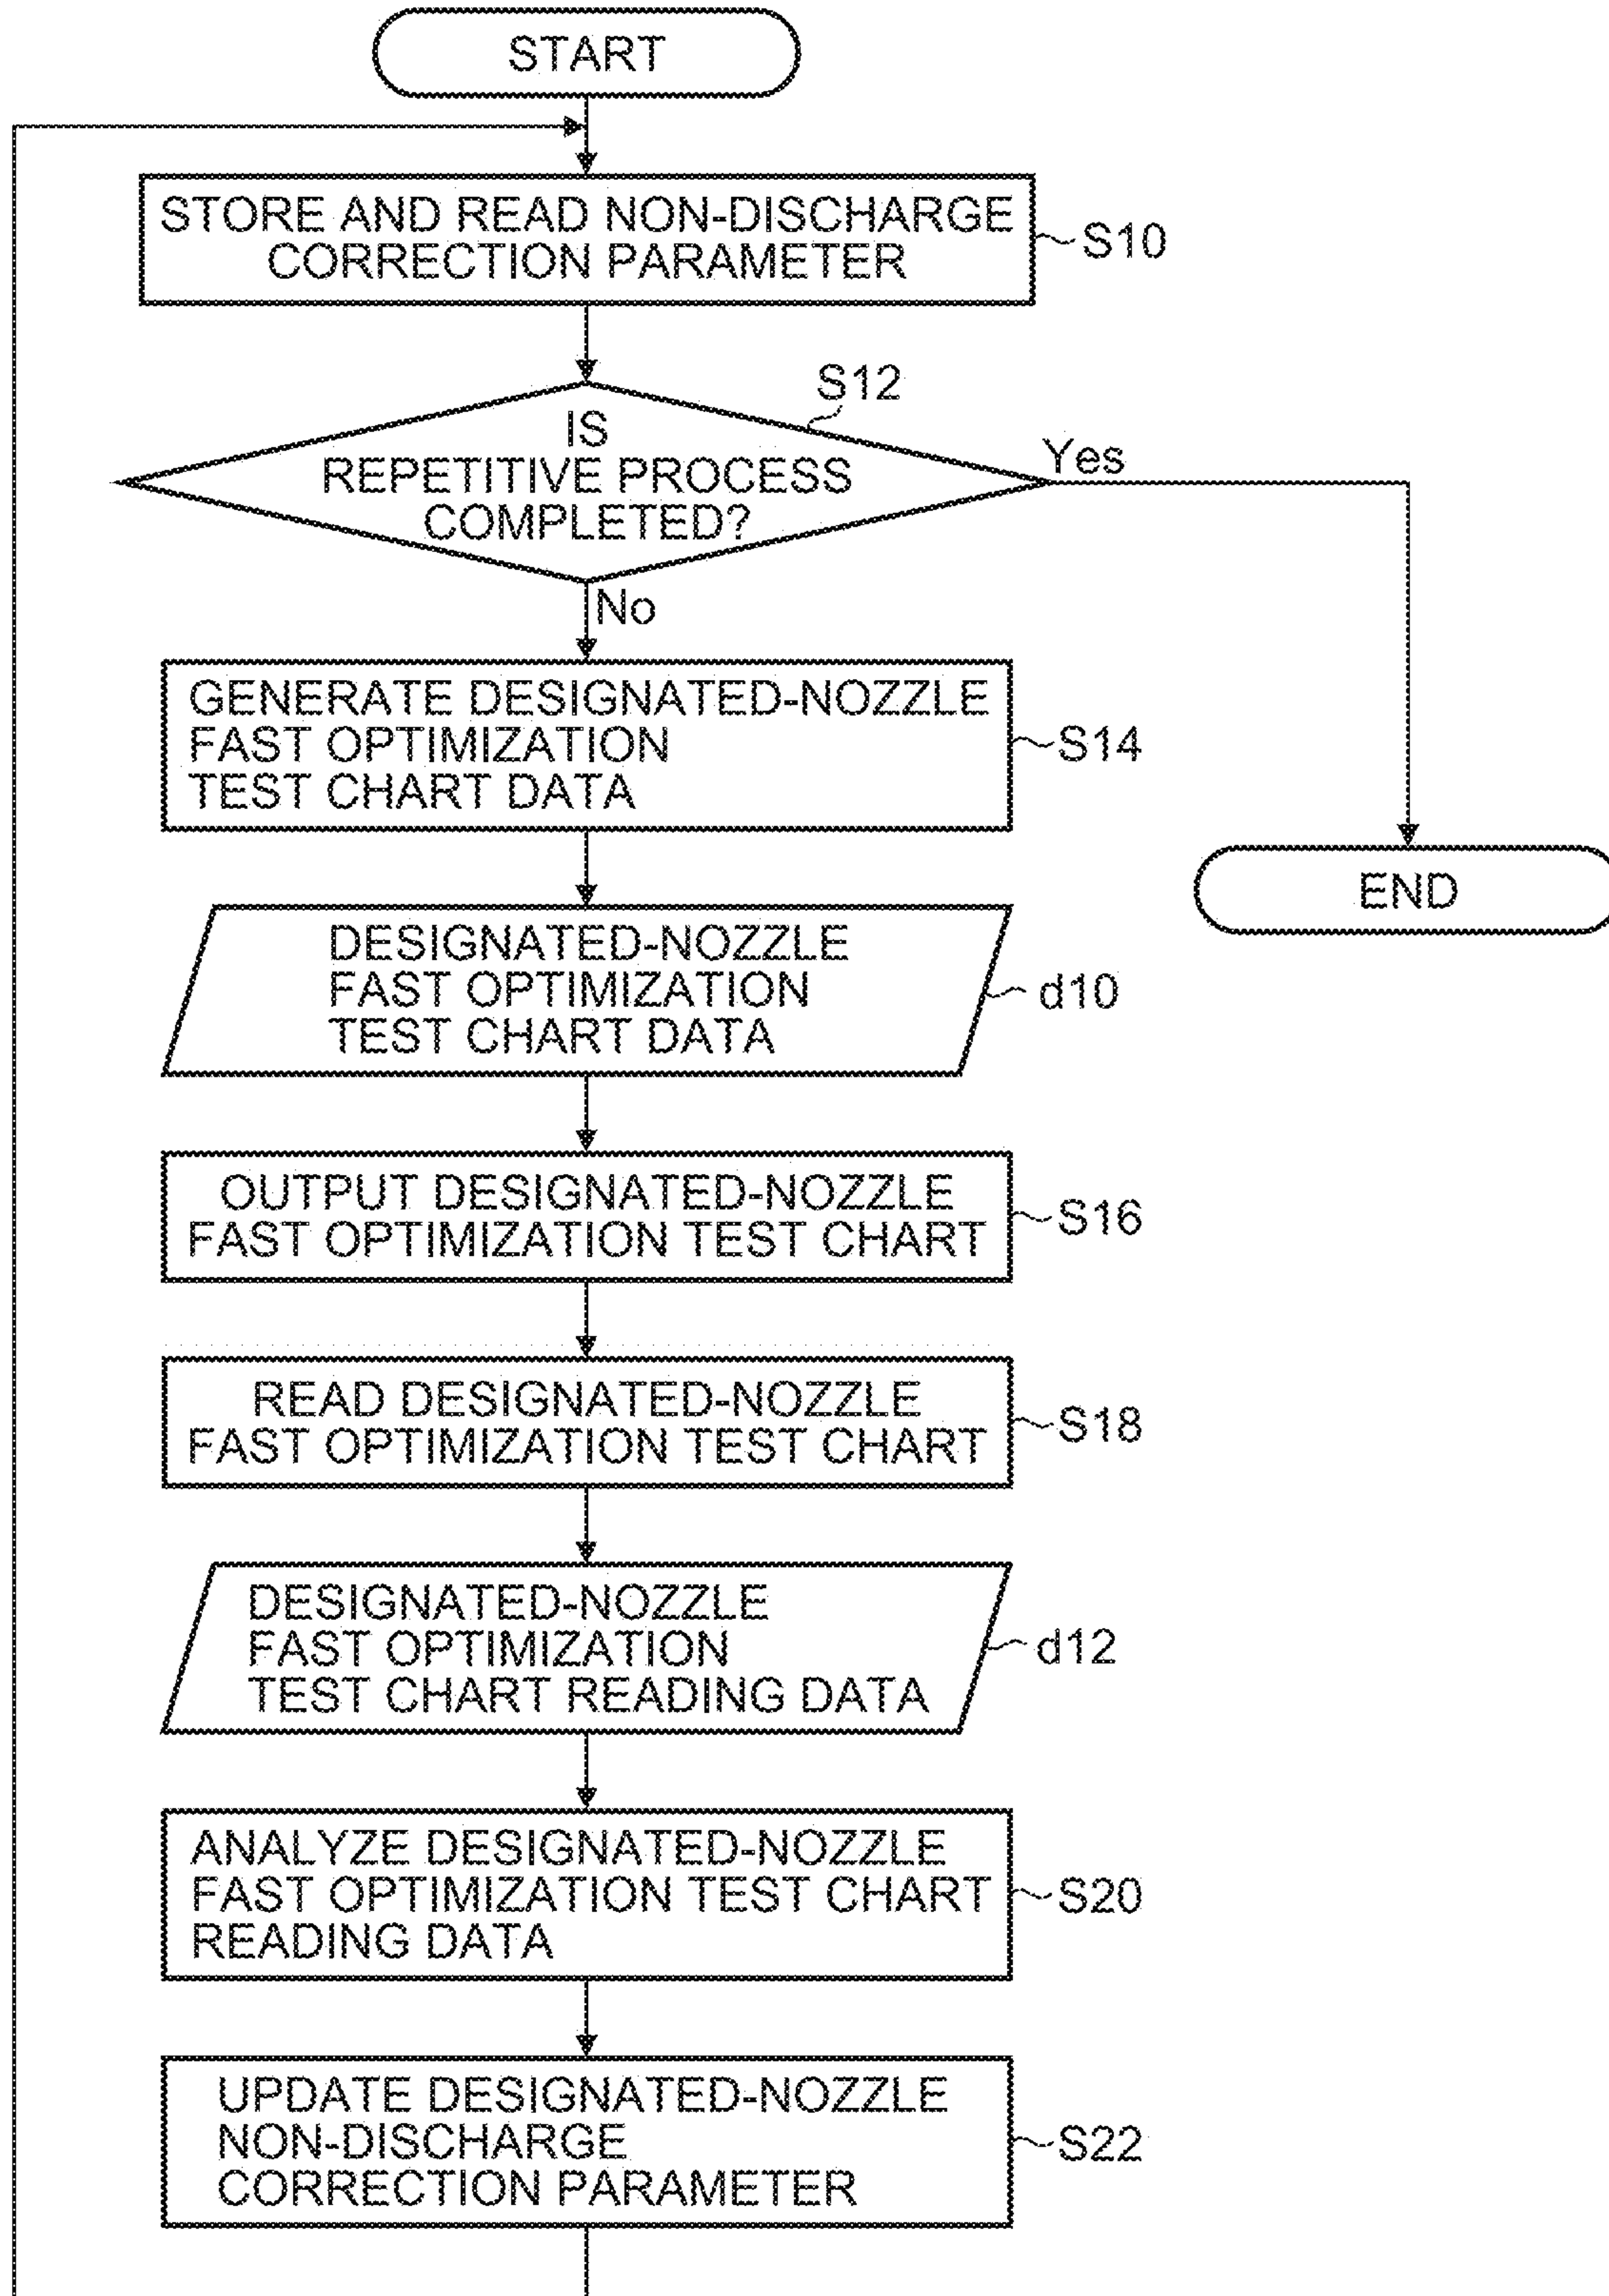 START
STORE AND READ NON-DISCHARGE
CORRECTION PARAMETER
S10
S12
IS
REPETITIVE PROCESS
COMPLETED?
Yes
No
GENERATE DESIGNATED-NOZZLE
FAST OPTIMIZATION
TEST CHART DATA
S14
END
DESIGNATED-NOZZLE
FAST OPTIMIZATION
TEST CHART DATA
d10
OUTPUT DESIGNATED-NOZZLE
FAST OPTIMIZATION TEST CHART
S16
READ DESIGNATED-NOZZLE
FAST OPTIMIZATION TEST CHART
S18
DESIGNATED-NOZZLE
FAST OPTIMIZATION
TEST CHART READING DATA
d12
ANALYZE DESIGNATED-NOZZLE
FAST OPTIMIZATION TEST CHART
READING DATA
S20
UPDATE DESIGNATED-NOZZLE
NON-DISCHARGE
CORRECTION PARAMETER
S22